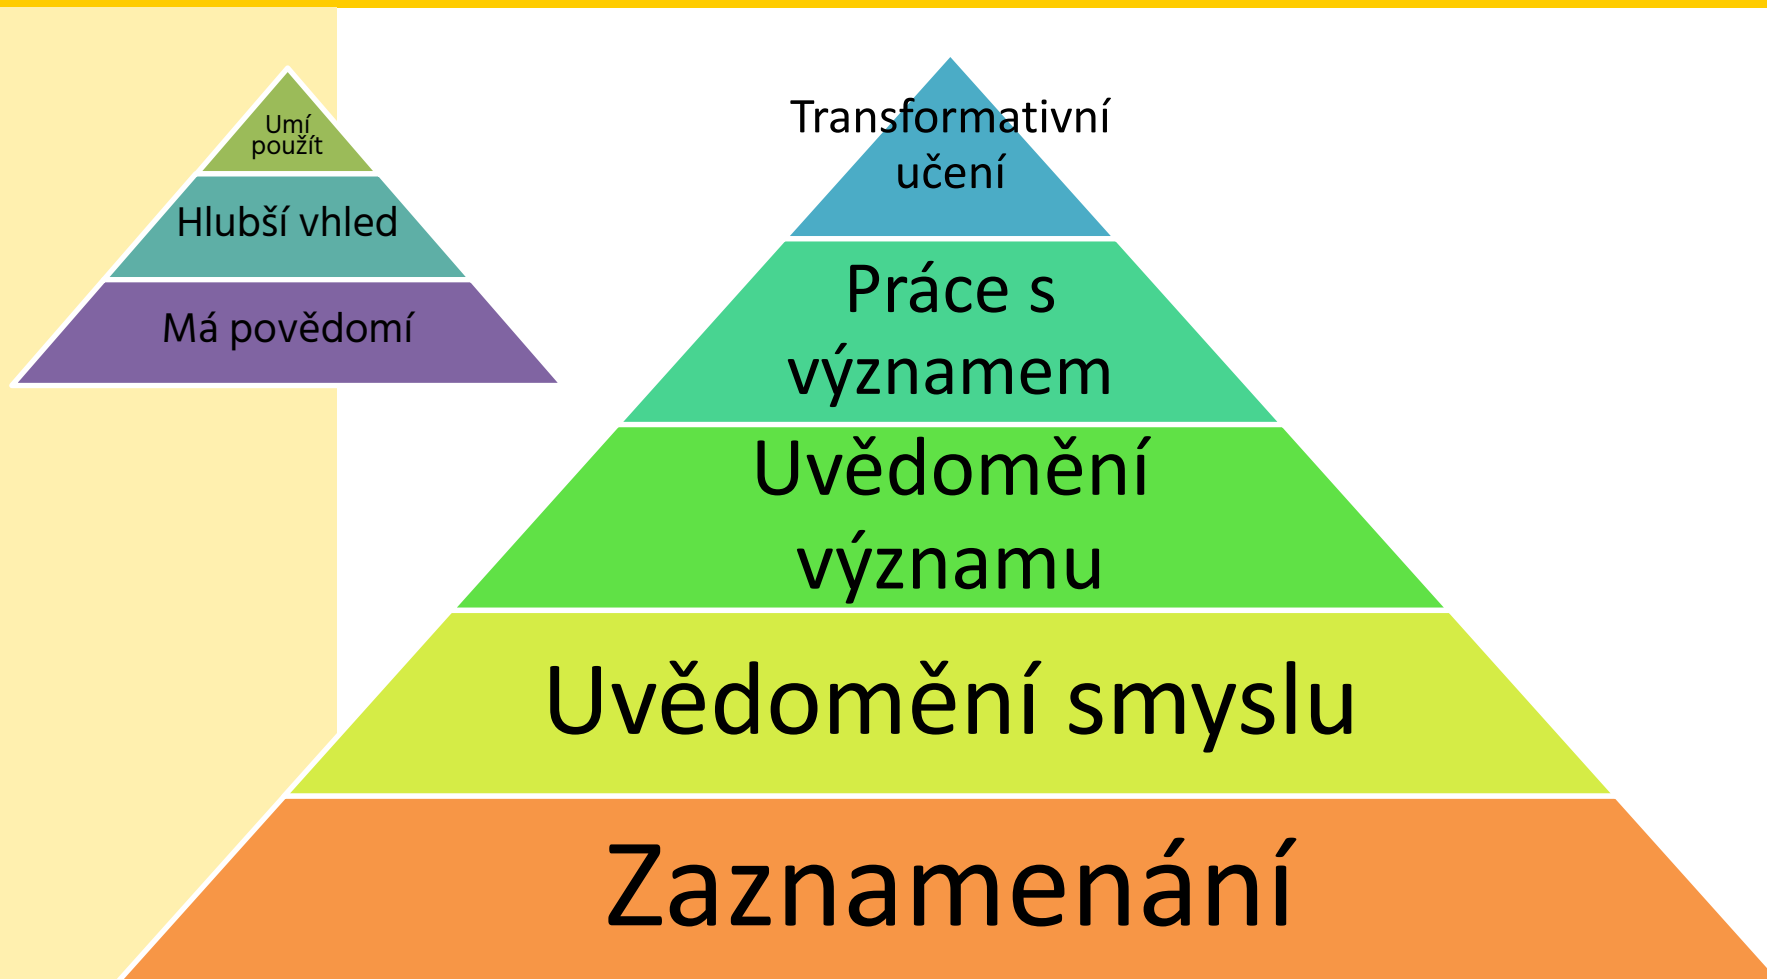 Umí
použít
Hlubší vhled
Má povědomí
Transformativní
učení
Práce s
významem
Uvědomění
významu
Uvědomění smyslu
Zaznamenání